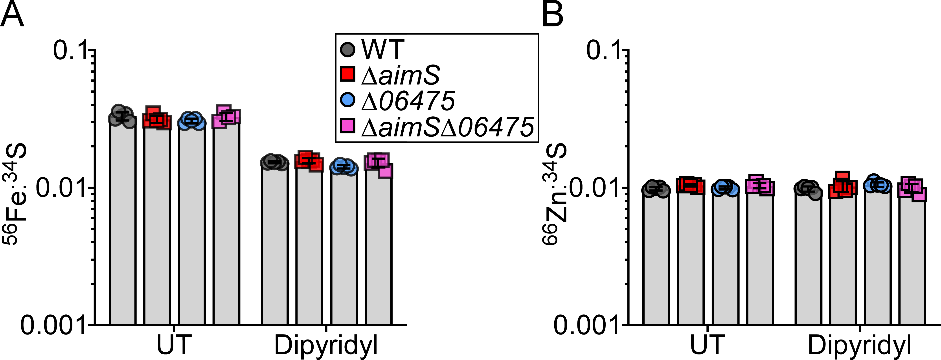 A
B
WT
ΔaimS
Δ06475
ΔaimSΔ06475
⁵⁶Fe:³⁴S
0.1
0.01
0.001
UT
Dipyridyl
⁶⁶Zn:³⁴S
0.1
0.01
0.001
UT
Dipyridyl